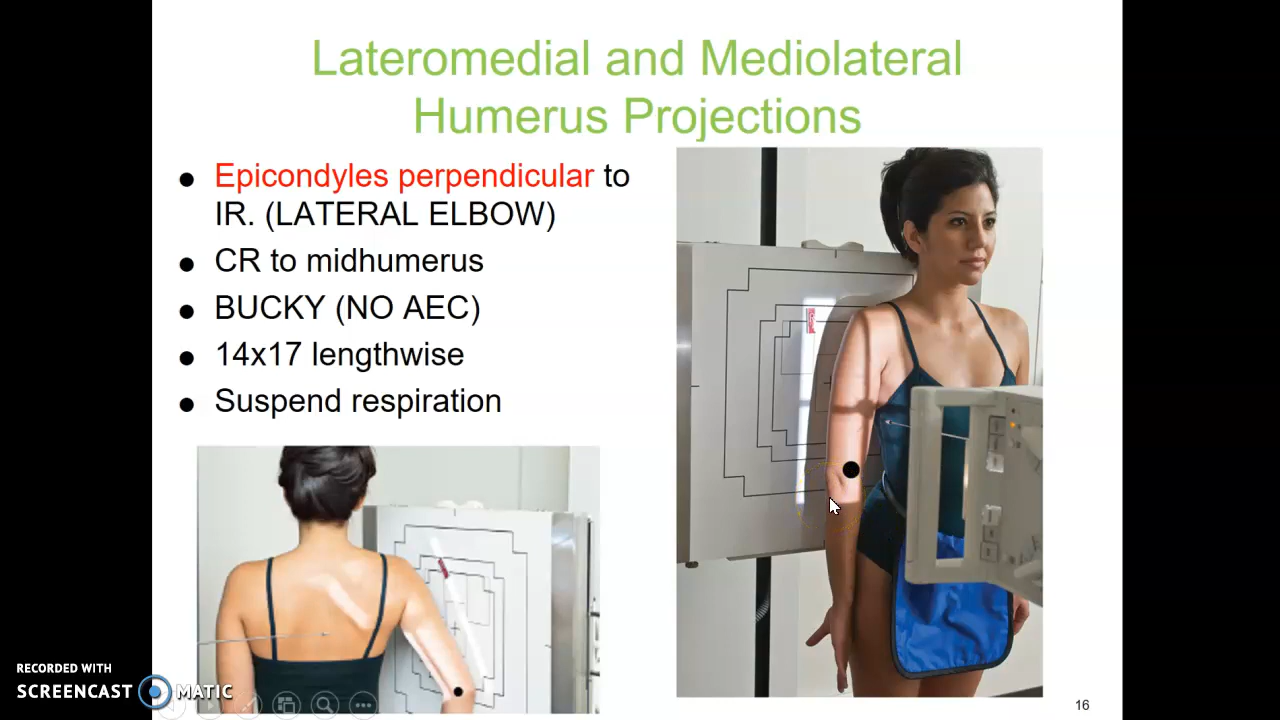 Lateromedial and Mediolateral
Humerus Projections
● Epicondyles perpendicular to
IR. (LATERAL ELBOW)
● CR to midhumerus
● BUCKY (NO AEC)
● 14x17 lengthwise
● Suspend respiration
RECORDED WITH
SCREENCAST MATIC
16